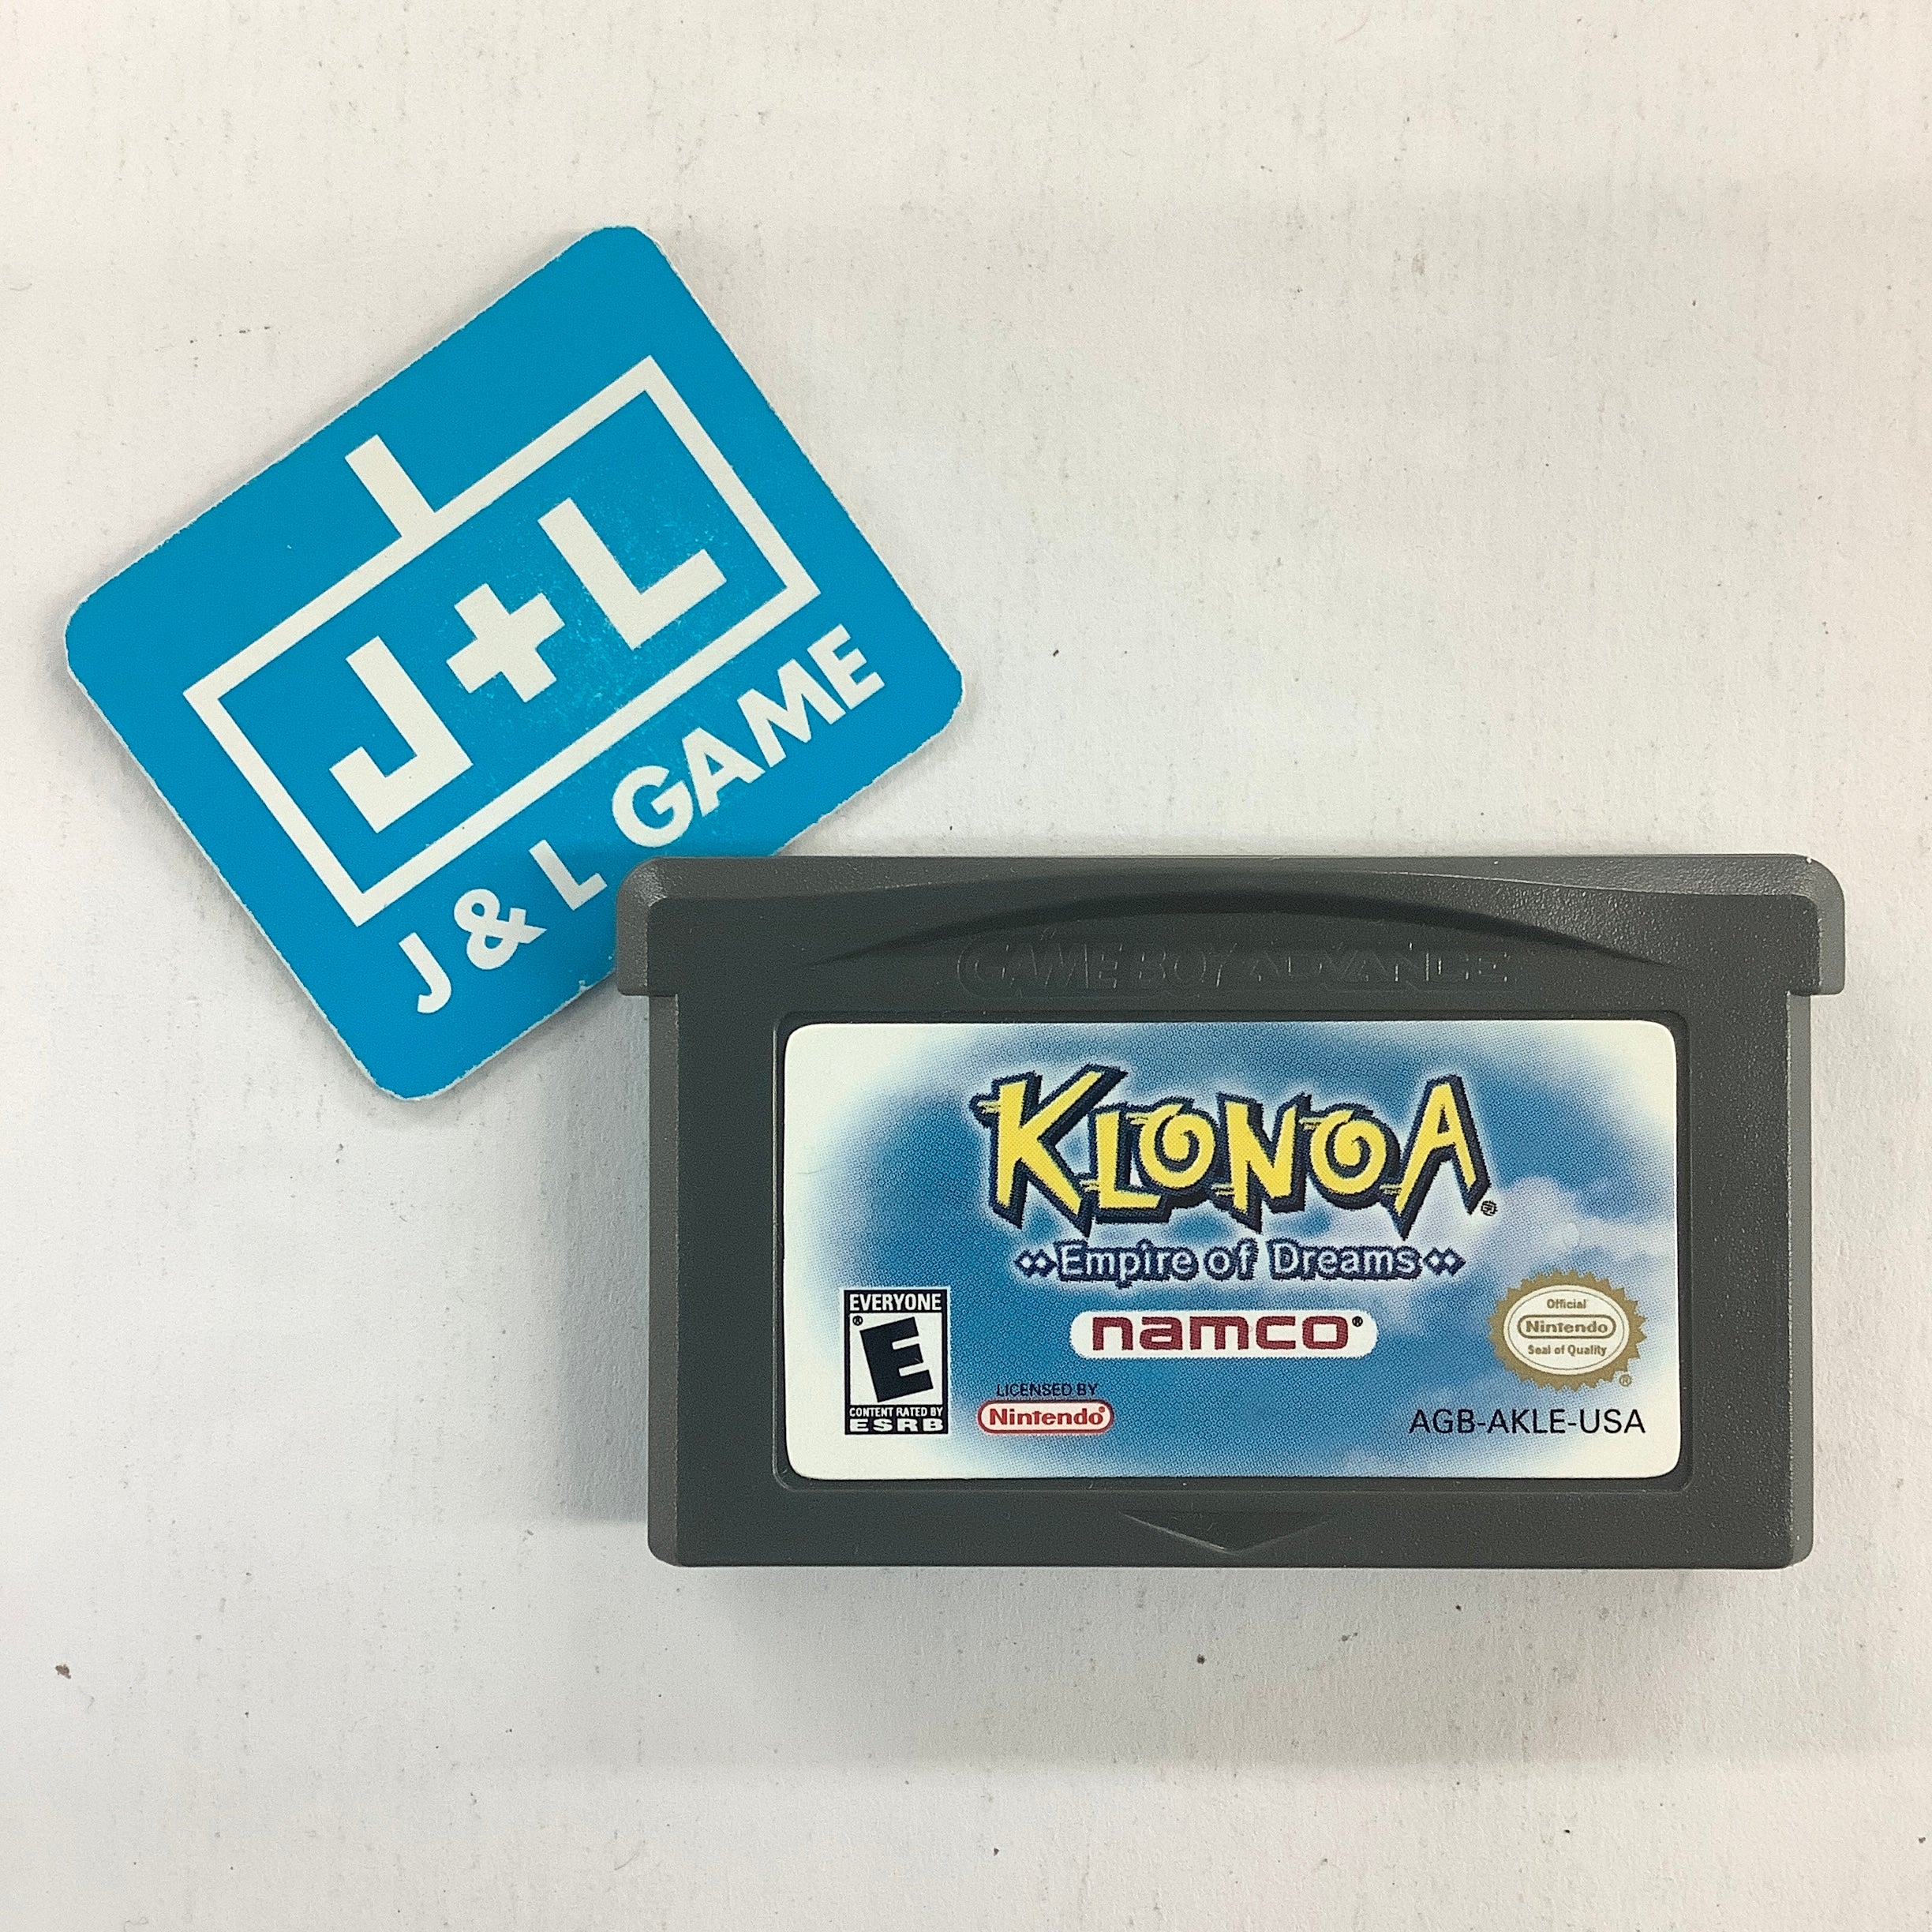 J+L
J & L GAME
GAME BOY ADVANCE
KLONOA®
Empire of Dreams
namco®
EVERYONE
®
E
CONTENT RATED BY
ESRB
LICENSED BY
Nintendo®
Official
Nintendo
Seal of Quality
®
AGB-AKLE-USA